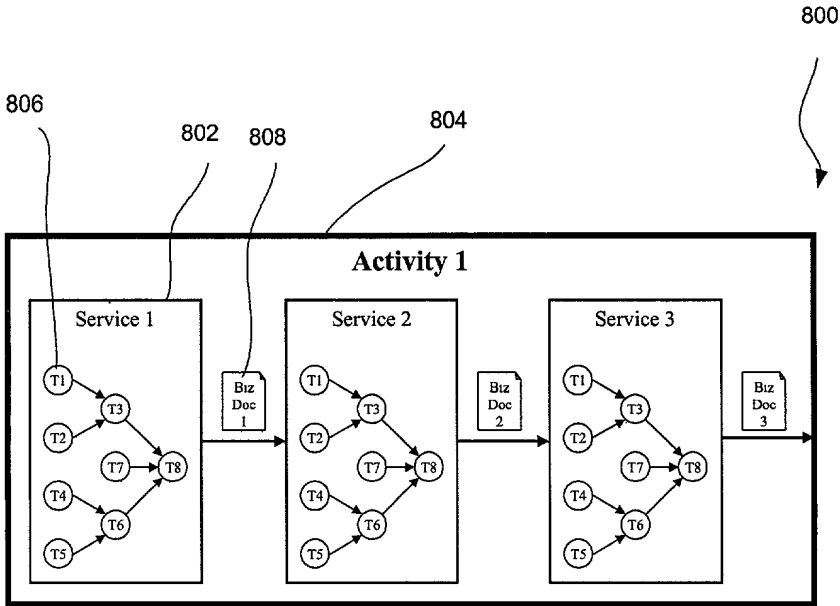 800
806
802
808
804
Activity 1
Service 1
T1
T2
T3
T7
T8
T4
T6
T5
Biz
Doc
1
Service 2
T1
T2
T3
T7
T8
T4
T6
T5
Biz
Doc
2
Service 3
T1
T2
T3
T7
T8
T4
T6
T5
Biz
Doc
3